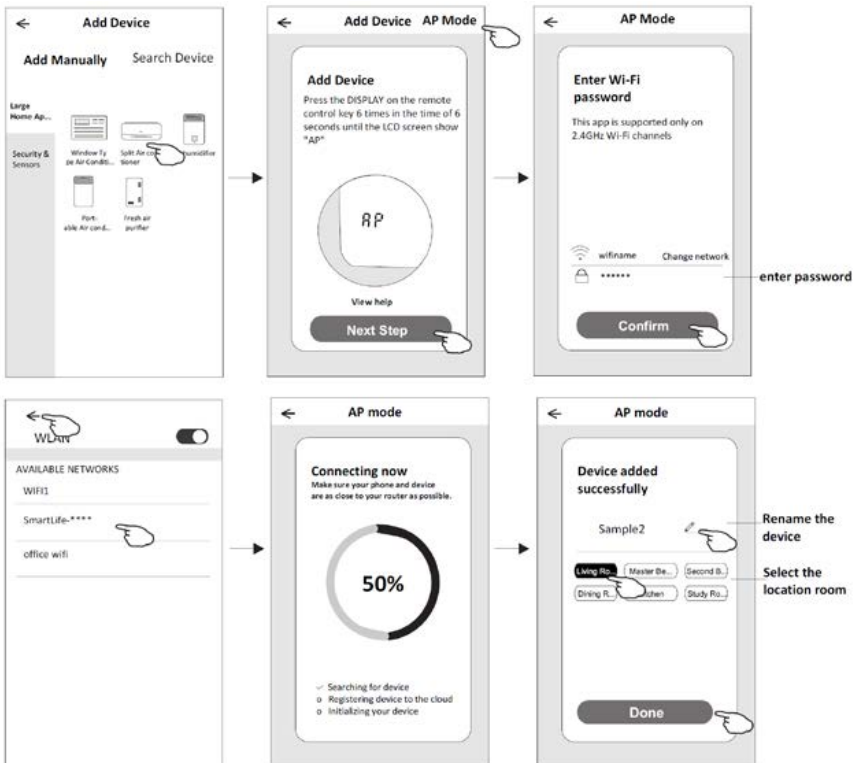 Add Device
Add Manually
Search Device
Large
Home Ap...
Security &
Sensors
Window Ty
pe Air Conditi...
Split Air con
tioner
umidifier
Port-
able Air cond...
Fresh air
purifier
Add Device
AP Mode
Add Device
Press the DISPLAY on the remote
control key 6 times in the time of 6
seconds until the LCD screen show
"AP"
AP
View help
Next Step
AP Mode
Enter Wi-Fi
password
This app is supported only on
2.4GHz Wi-Fi channels
wifiname
Change network
******
enter password
Confirm
WLAN
AVAILABLE NETWORKS
WIFI1
SmartLife-****
office wifi
AP mode
Connecting now
Make sure your phone and device
are as close to your router as possible.
50%
Searching for device
Registering device to the cloud
Initializing your device
AP mode
Device added
successfully
Sample2
Rename the
device
Living Ro...
Master Be...
Second B...
Dining R...
tchen
Study Ro...
Select the
location room
Done